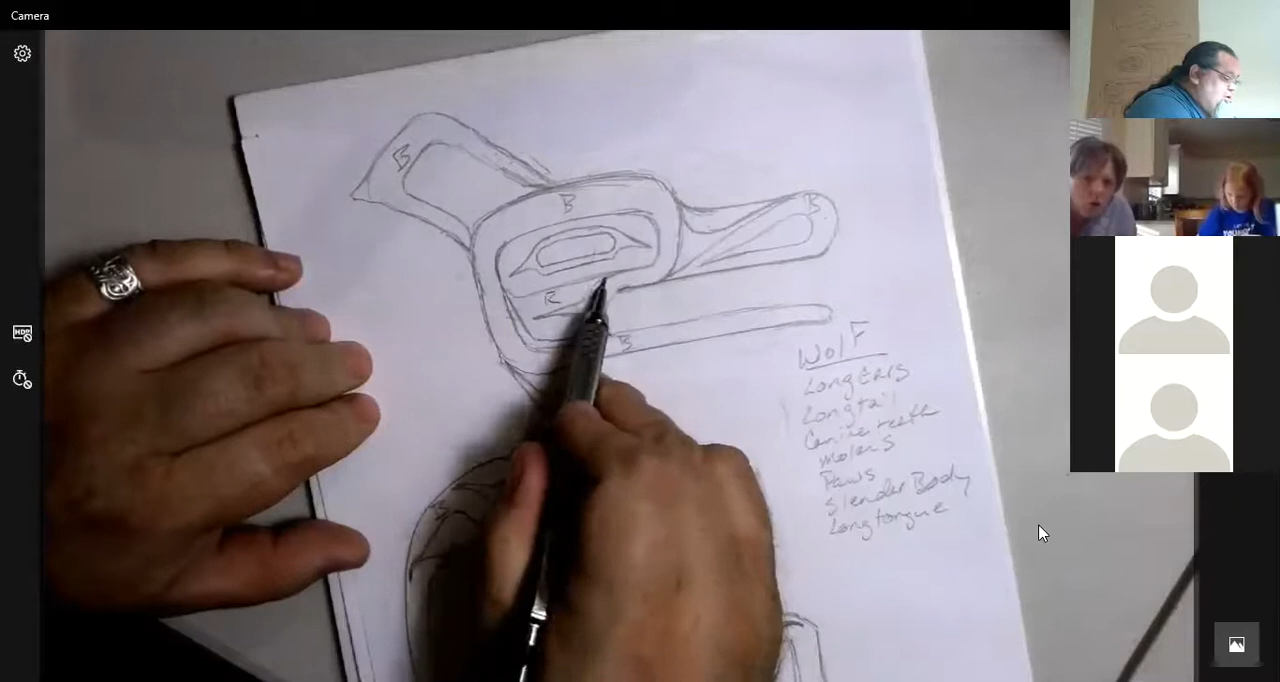 Camera
B
B
B
R
B
Wolf
Long Ears
Long tail
Canine teeth
molars
Paws
Slender Body
Long tongue
B